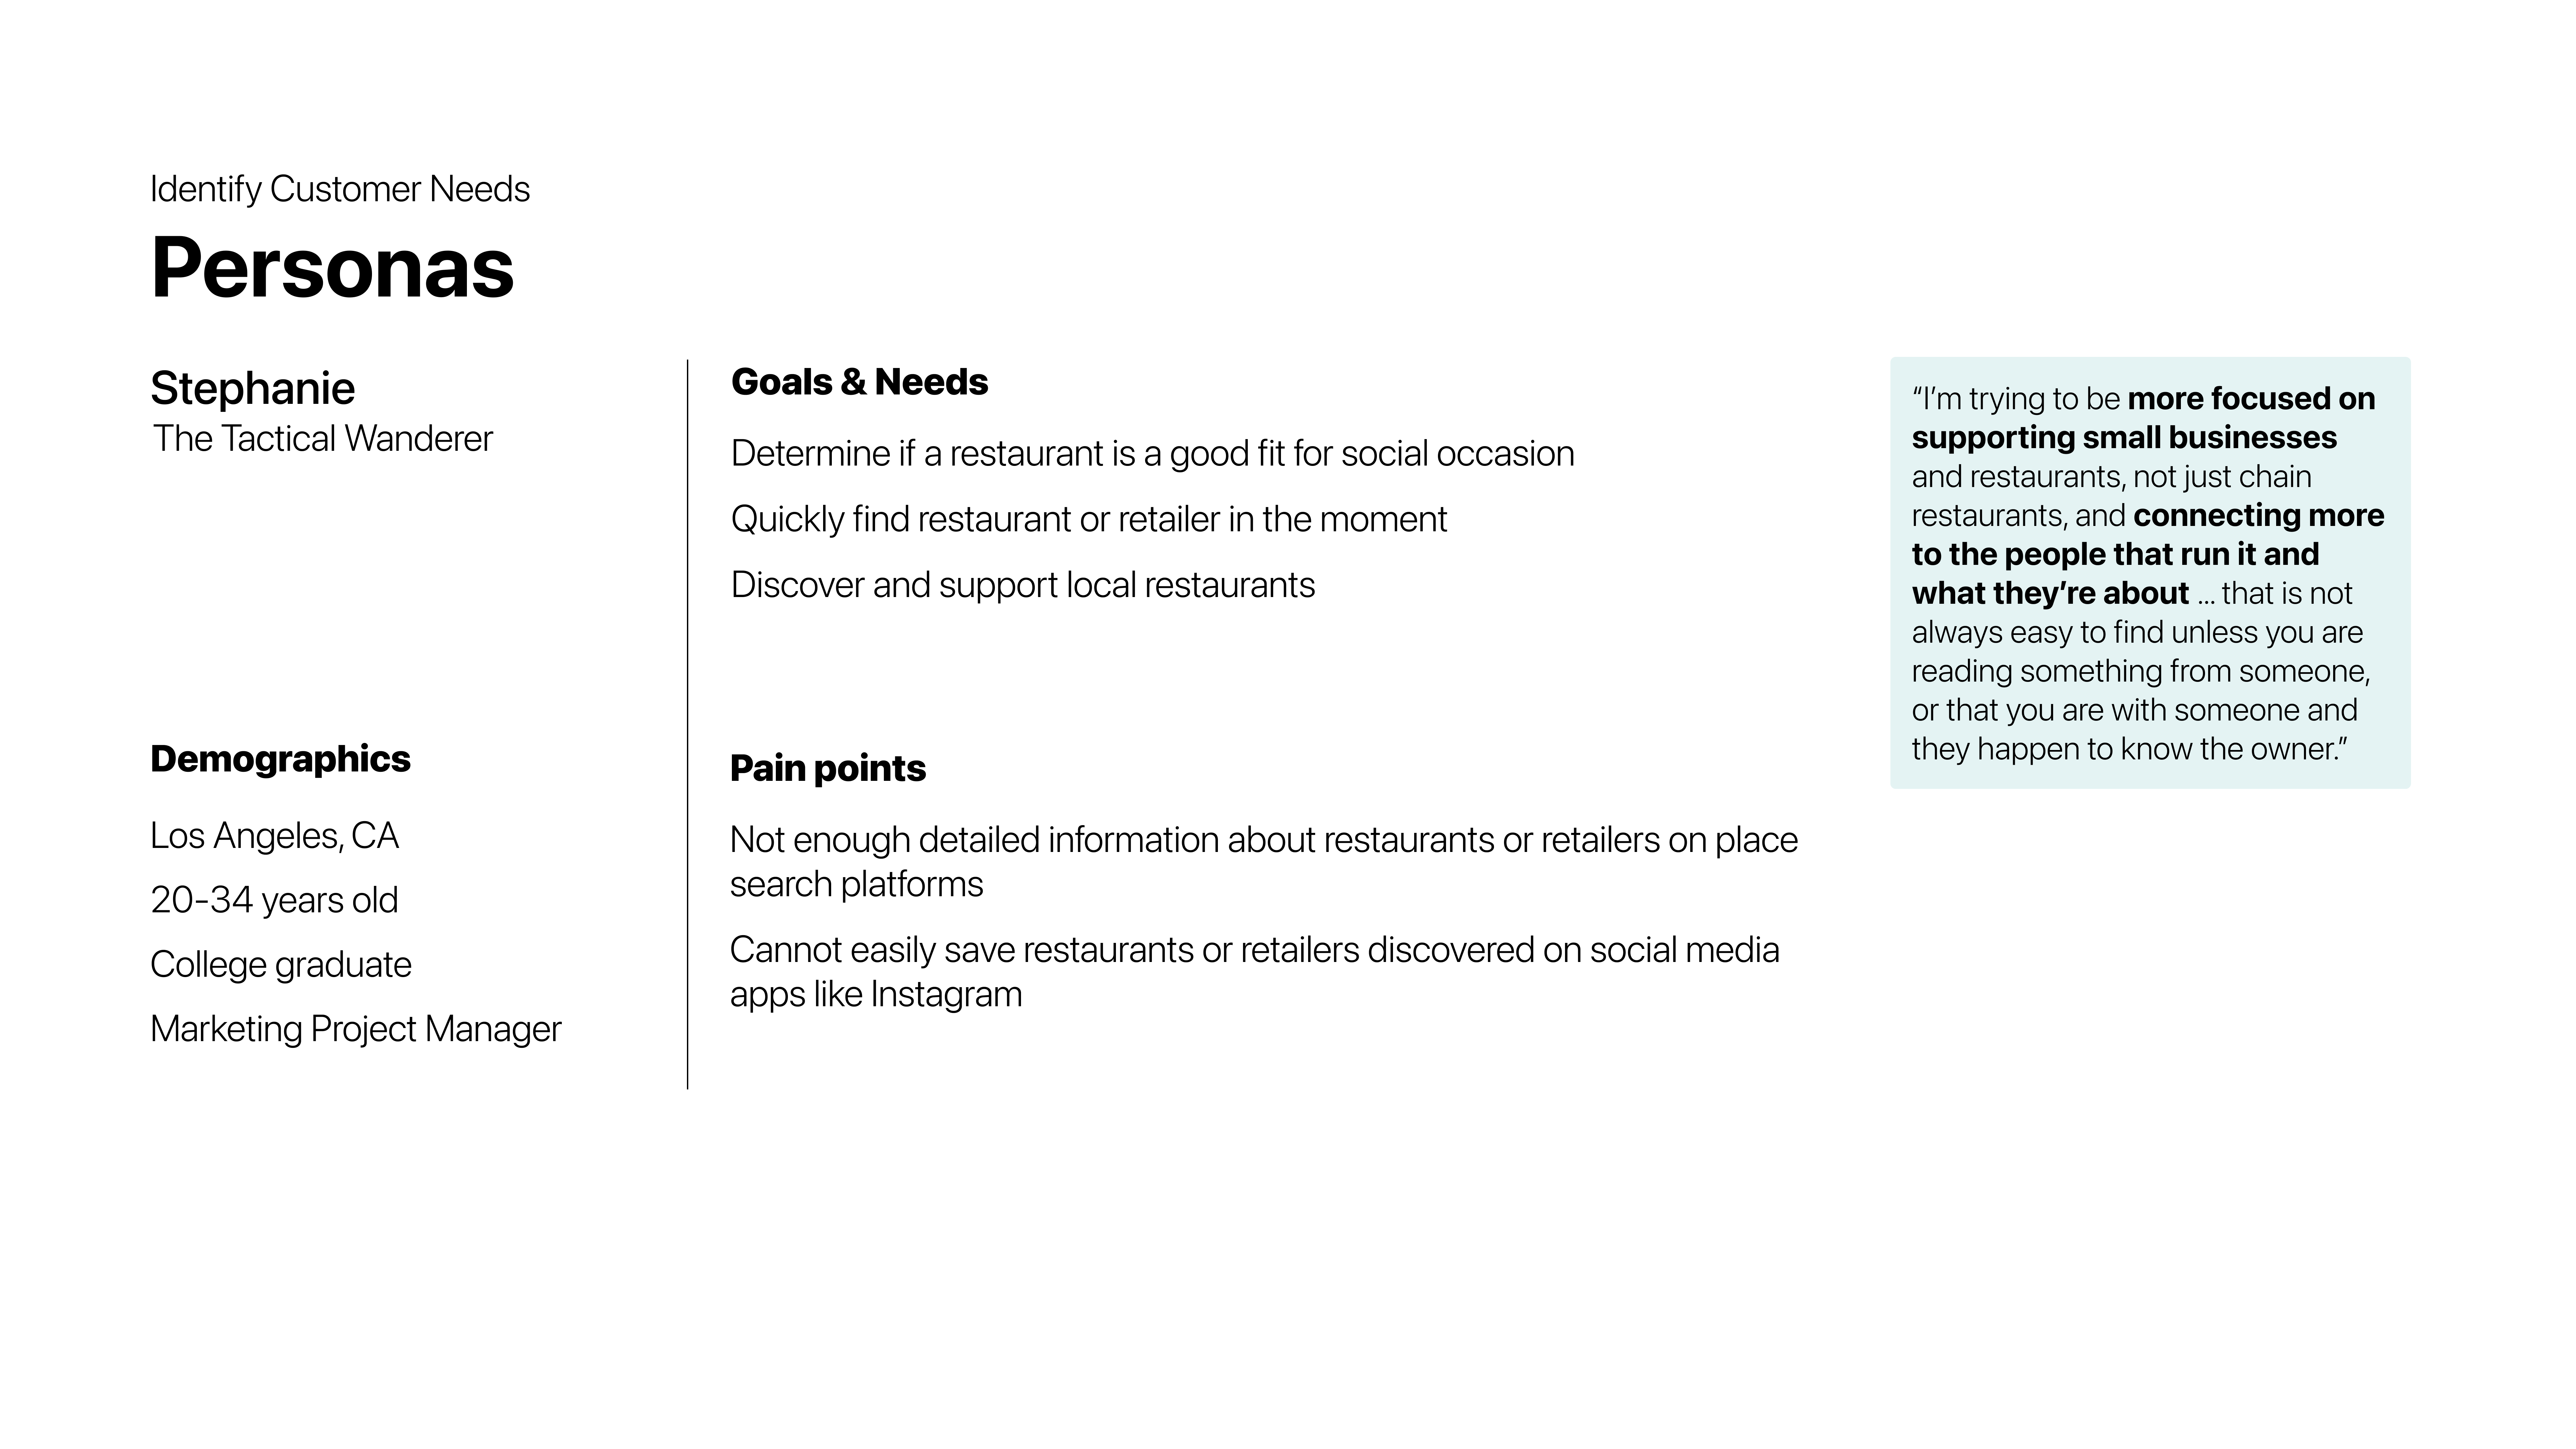 Identify Customer Needs
Personas
Stephanie
The Tactical Wanderer
Demographics
Los Angeles, CA
20-34 years old
College graduate
Marketing Project Manager
Goals & Needs
Determine if a restaurant is a good fit for social occasion
Quickly find restaurant or retailer in the moment
Discover and support local restaurants
Pain points
Not enough detailed information about restaurants or retailers on place
search platforms
Cannot easily save restaurants or retailers discovered on social media
apps like Instagram
“I’m trying to be more focused on
supporting small businesses
and restaurants, not just chain
restaurants, and connecting more
to the people that run it and
what they’re about ... that is not
always easy to find unless you are
reading something from someone,
or that you are with someone and
they happen to know the owner.”